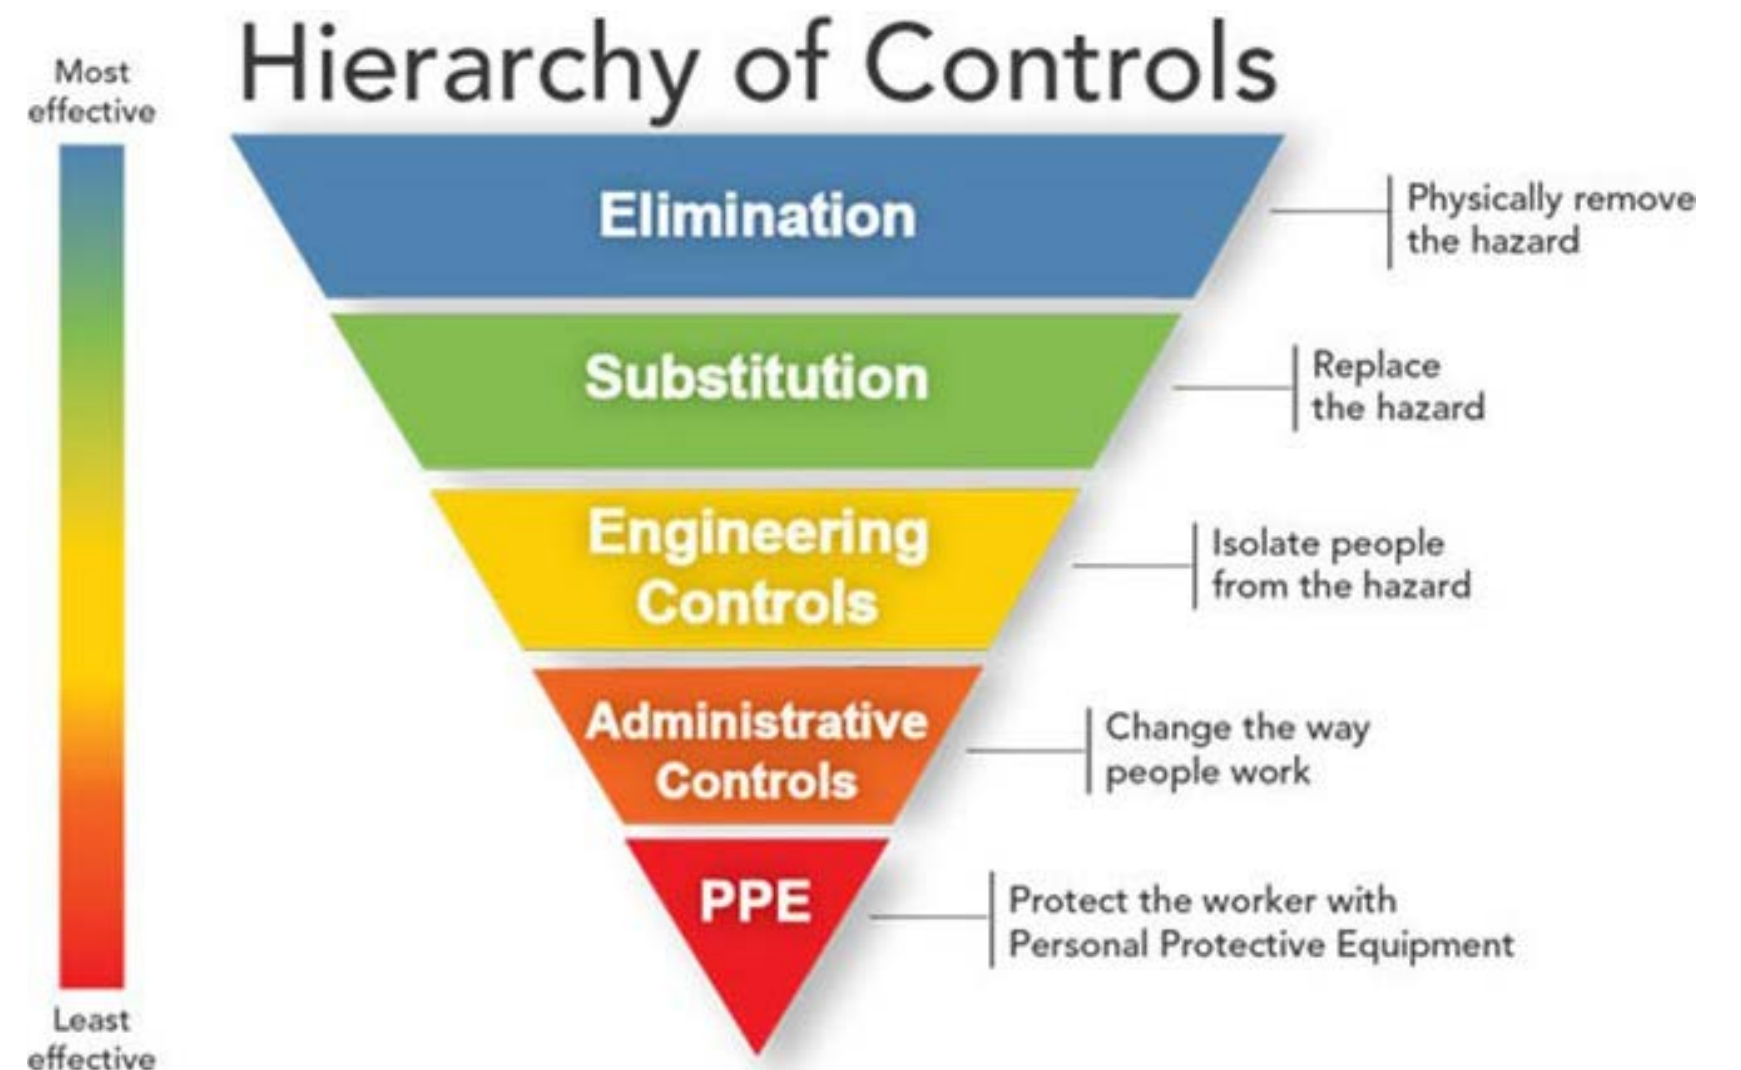 Hierarchy of Controls
Most
effective
Elimination
Physically remove
the hazard
Substitution
Replace
the hazard
Engineering
Controls
Isolate people
from the hazard
Administrative
Controls
Change the way
people work
PPE
Protect the worker with
Personal Protective Equipment
Least
effective